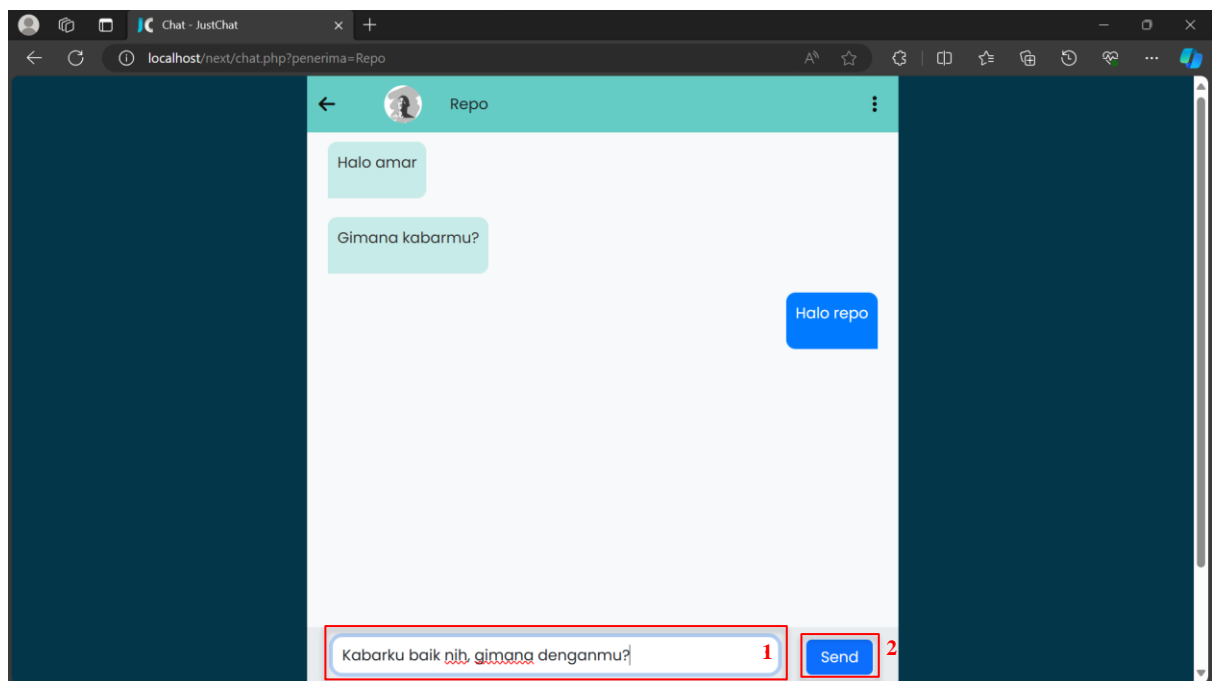 Chat - JustChat
localhost/next/chat.php?penerima=Repo
Repo
Halo amar
Gimana kabarmu?
Halo repo
Kabarku baik nih, gimana denganmu? 1
Send 2